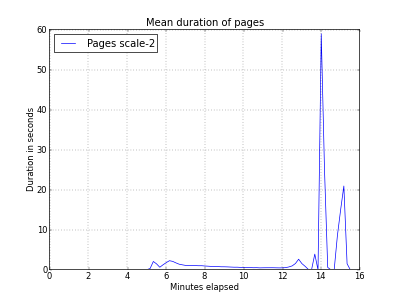 Mean duration of pages
60
Pages scale-2
50
40
30
20
10
0
Duration in seconds
0 2 4 6 8 10 12 14 16
Minutes elapsed